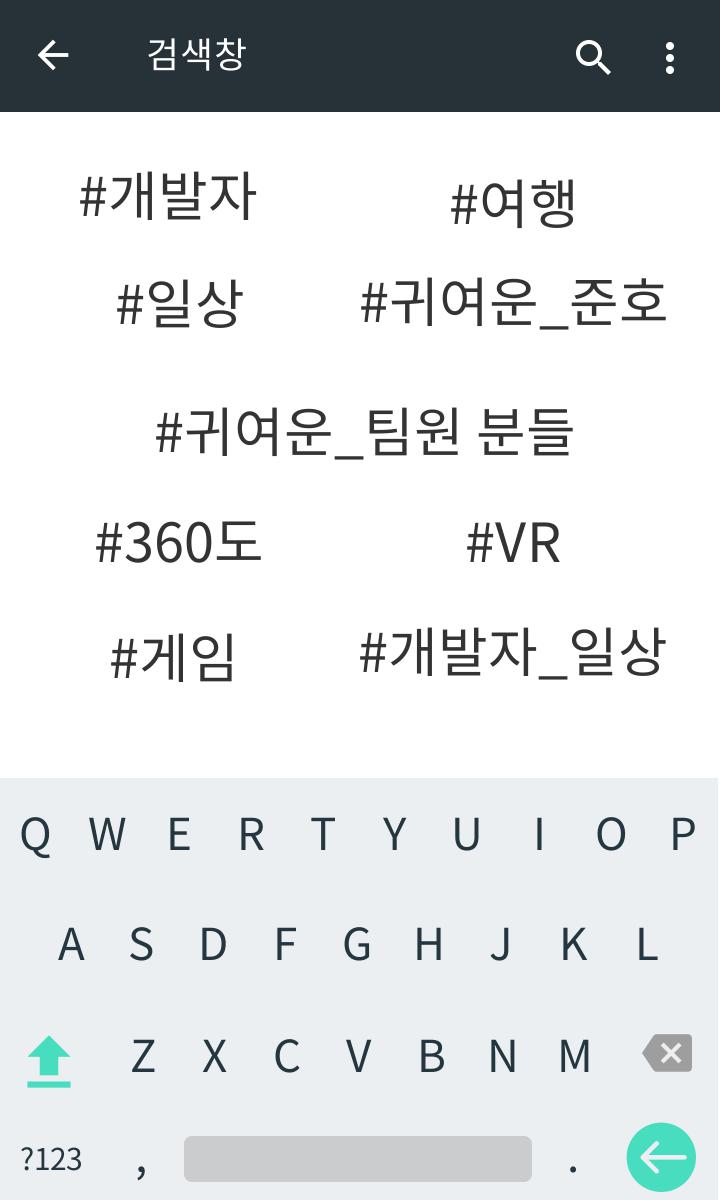 검색창
#개발자 #여행
#일상 #귀여운_준호
#귀여운_팀원 분들
#360도 #VR
#게임 #개발자_일상
Q W E R T Y U I O P
A S D F G H J K L
Z X C V B N M
?123 , .